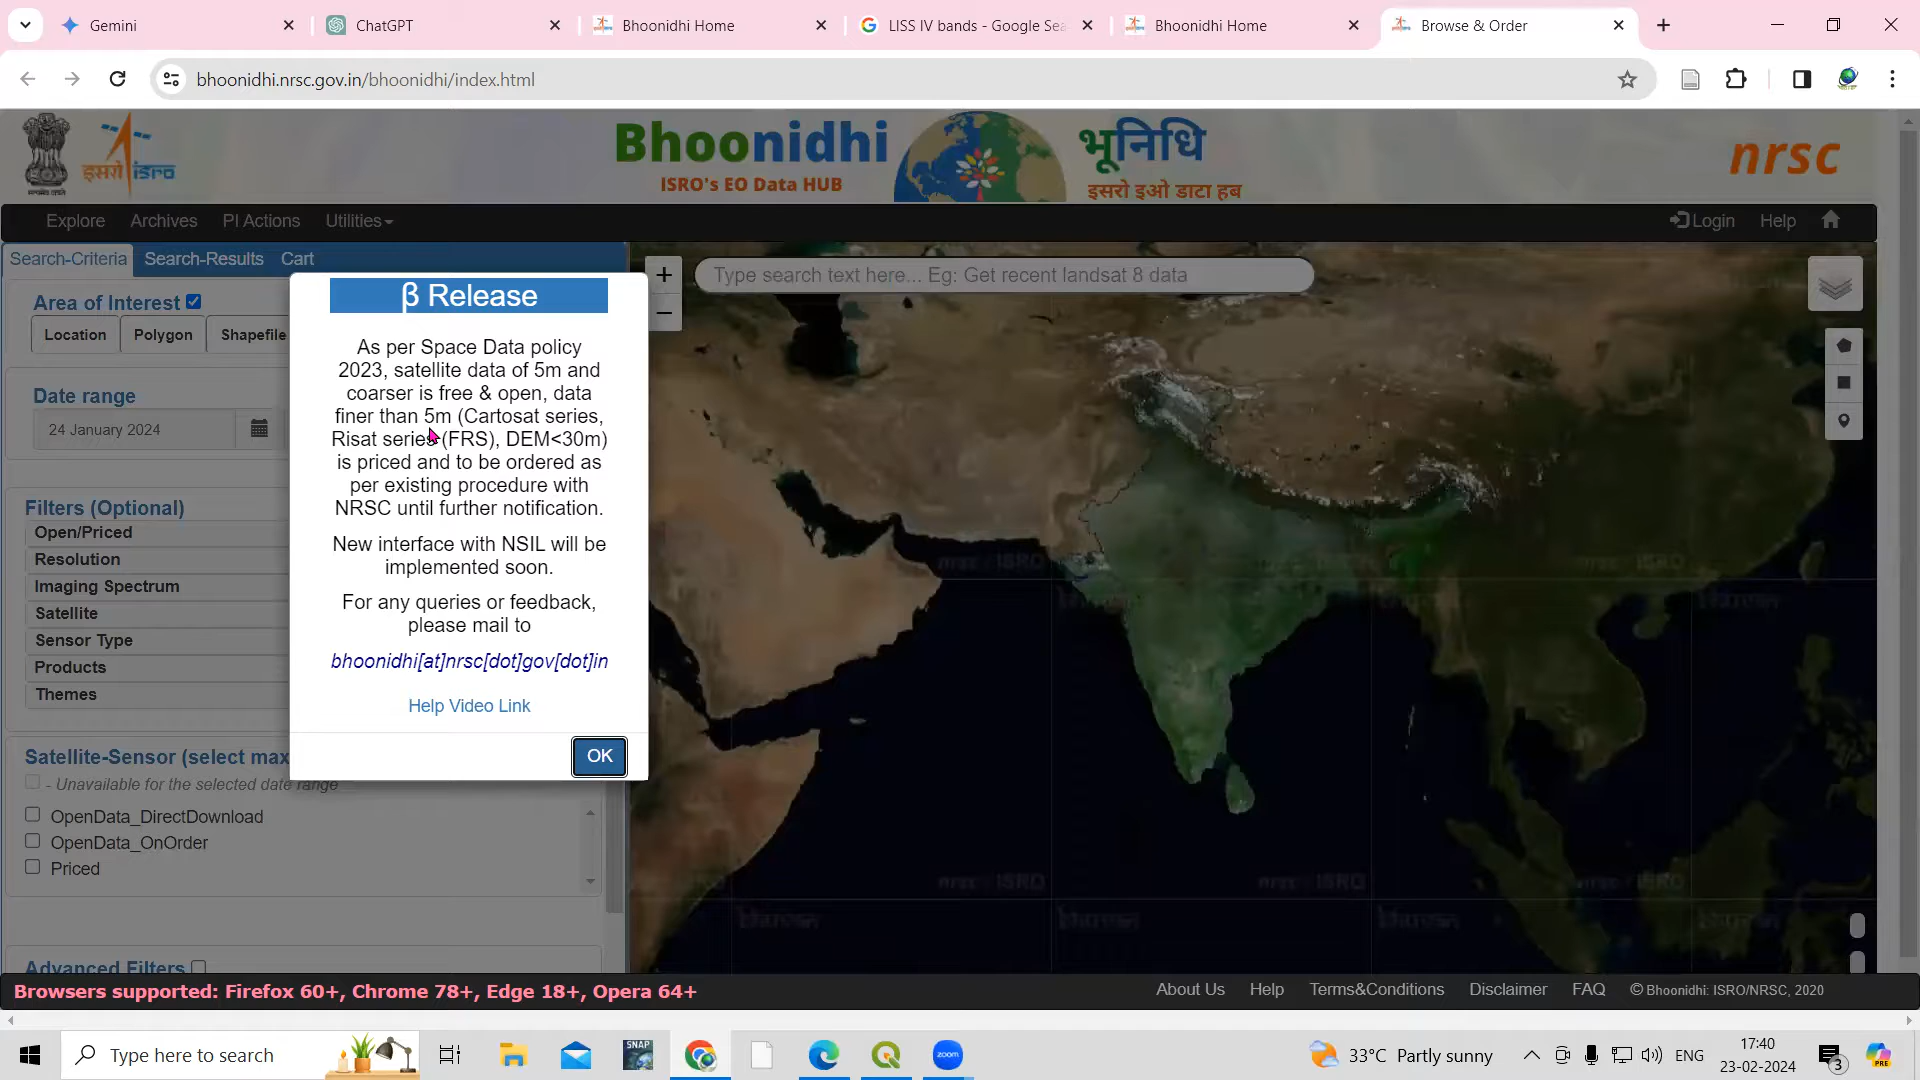 Gemini
ChatGPT
Bhoonidhi Home
LISS IV bands - Google Sea
Bhoonidhi Home
Browse & Order
bhoonidhi.nrsc.gov.in/bhoonidhi/index.html
इसरो isro
Bhoonidhi
ISRO's EO Data HUB
भूनिधि
इसरो इओ डाटा हब
nrsc
Explore
Archives
PI Actions
Utilities
Login
Help
Search-Criteria
Search-Results
Cart
Area of Interest
Location
Polygon
Shapefile
Date range
24 January 2024
Filters (Optional)
Open/Priced
Resolution
Imaging Spectrum
Satellite
Sensor Type
Products
Themes
Satellite-Sensor (select max
- Unavailable for the selected date range
OpenData_DirectDownload
OpenData_OnOrder
Priced
Advanced Filters
β Release
As per Space Data policy
2023, satellite data of 5m and
coarser is free & open, data
finer than 5m (Cartosat series,
Risat series (FRS), DEM<30m)
is priced and to be ordered as
per existing procedure with
NRSC until further notification.
New interface with NSIL will be
implemented soon.
For any queries or feedback,
please mail to
bhoonidhi[at]nrsc[dot]gov[dot]in
Help Video Link
OK
+
−
Type search text here... Eg: Get recent landsat 8 data
Browsers supported: Firefox 60+, Chrome 78+, Edge 18+, Opera 64+
About Us
Help
Terms&Conditions
Disclaimer
FAQ
© Bhoonidhi: ISRO/NRSC, 2020
Type here to search
SNAP
zoom
33°C Partly sunny
ENG
17:40
23-02-2024
3
PRE